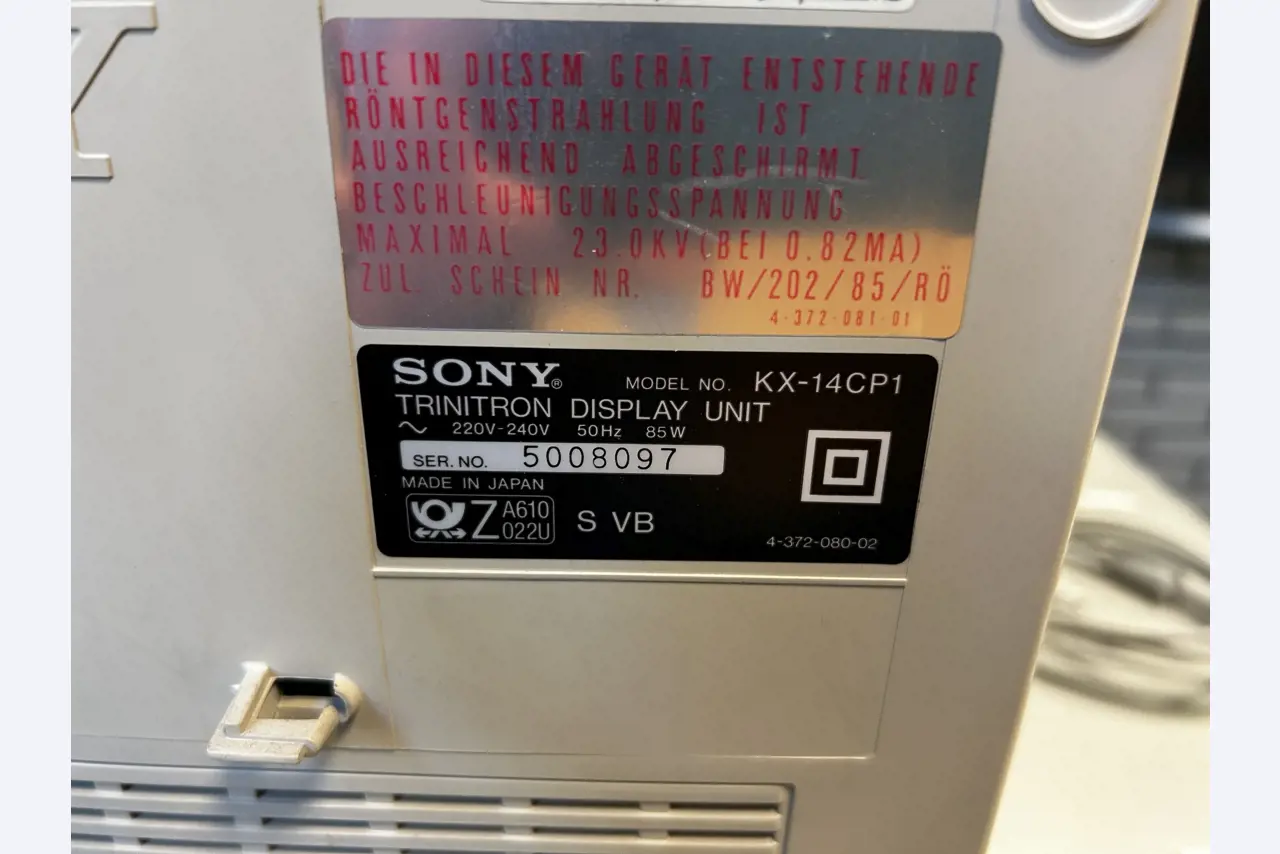 Y
DIE IN DIESEM GERÄT ENTSTEHENDE
RÖNTGENSTRAHLUNG IST
AUSREICHEND ABGESCHIRMT.
BESCHLEUNIGUNGSSPANNUNG
MAXIMAL 23.0KV(BEI 0.82MA)
ZUL. SCHEIN NR. BW/202/85/RÖ
4-372-081-01
SONY® MODEL NO. KX-14CP1
TRINITRON DISPLAY UNIT
~ 220V-240V 50Hz 85W
SER. NO. 5008097
MADE IN JAPAN
Z A610 022U S VB
4-372-080-02